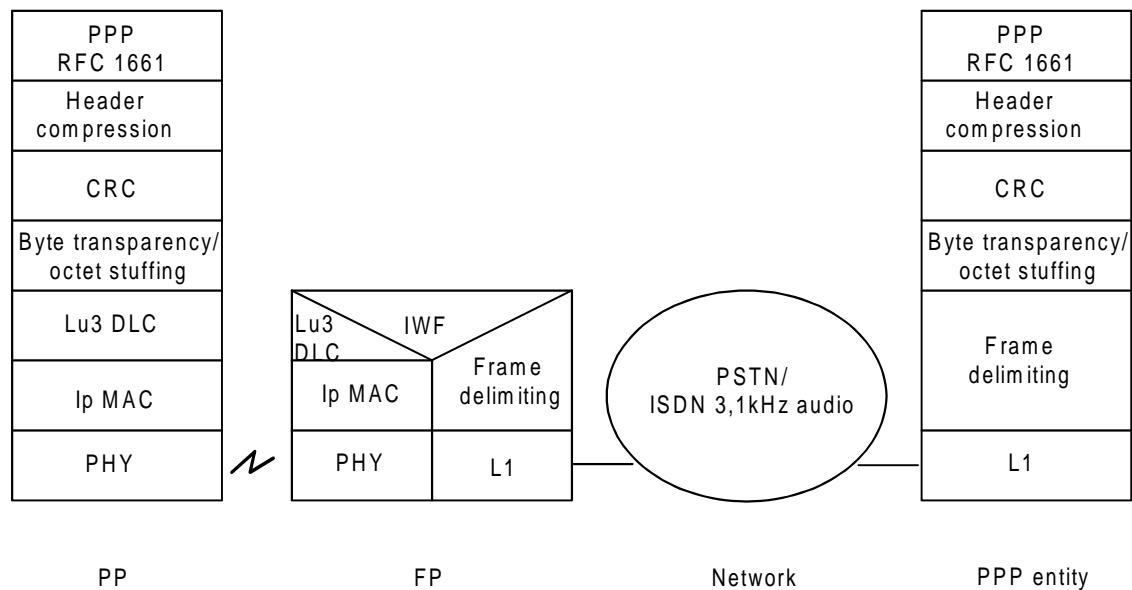 PPP
RFC 1661
Header
compression
CRC
Byte transparency/
octet stuffing
Lu3 DLC
Ip MAC
PHY
PP
Lu3
DLC
IWF
Frame
delimiting
Ip MAC
PHY
L1
FP
PSTN/
ISDN 3,1kHz audio
Network
PPP
RFC 1661
Header
compression
CRC
Byte transparency/
octet stuffing
Frame
delimiting
L1
PPP entity